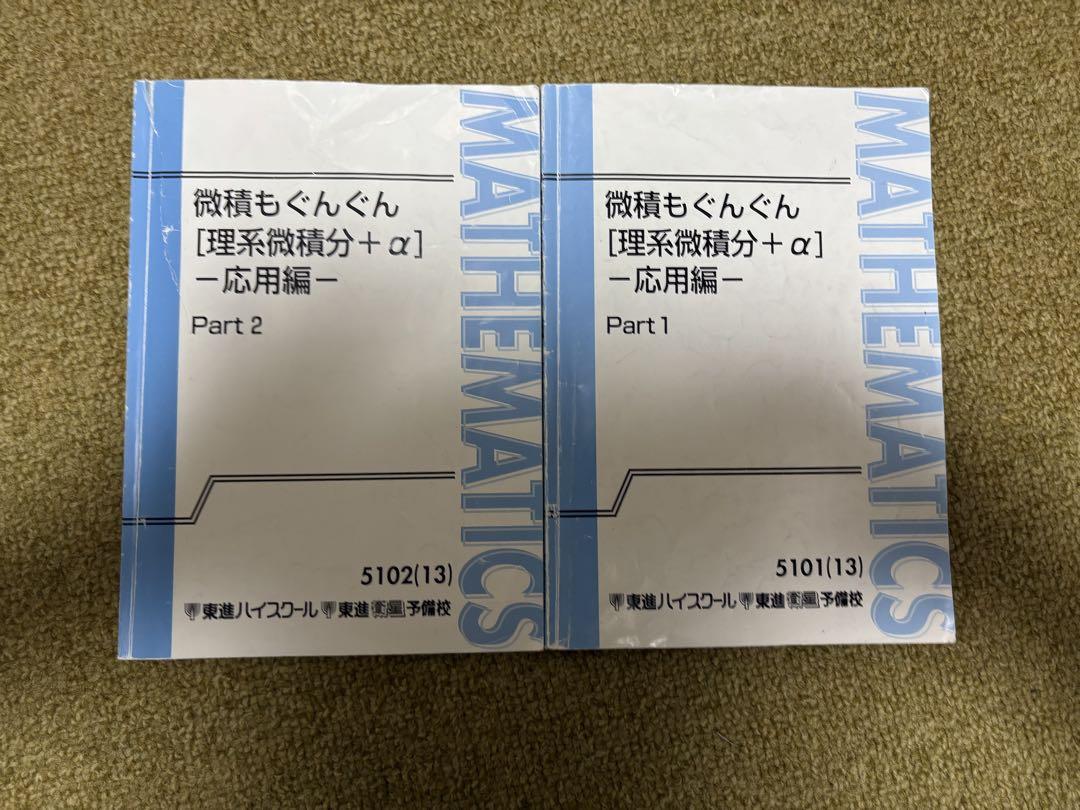 微積もぐんぐん
[理系微積分+α]
-応用編-
Part 2
5102(13)
東進ハイスクール 東進衛星予備校
MATHEMATICS
微積もぐんぐん
[理系微積分+α]
-応用編-
Part 1
5101(13)
東進ハイスクール 東進衛星予備校
MATHEMATICS